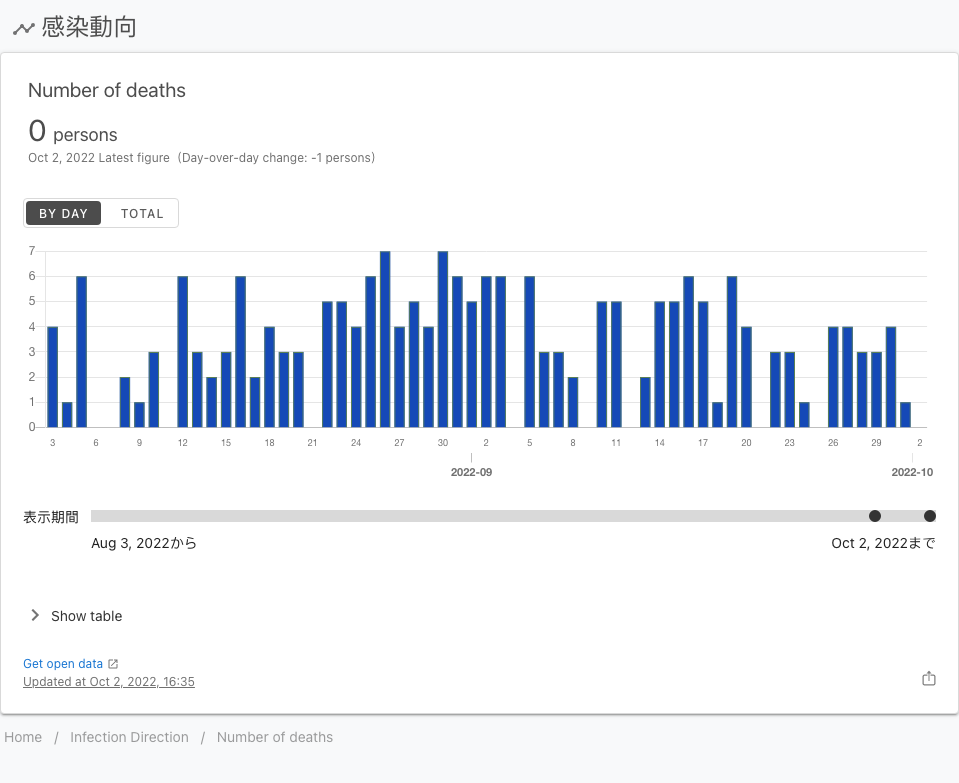 感染動向
Number of deaths
0 persons
Oct 2, 2022 Latest figure (Day-over-day change: -1 persons)
BY DAY TOTAL
7
6
5
4
3
2
1
0
3 6 9 12 15 18 21 24 27 30 2 5 8 11 14 17 20 23 26 29 2
2022-09 2022-10
表示期間
Aug 3, 2022から Oct 2, 2022まで
Show table
Get open data
Updated at Oct 2, 2022, 16:35
Home / Infection Direction / Number of deaths